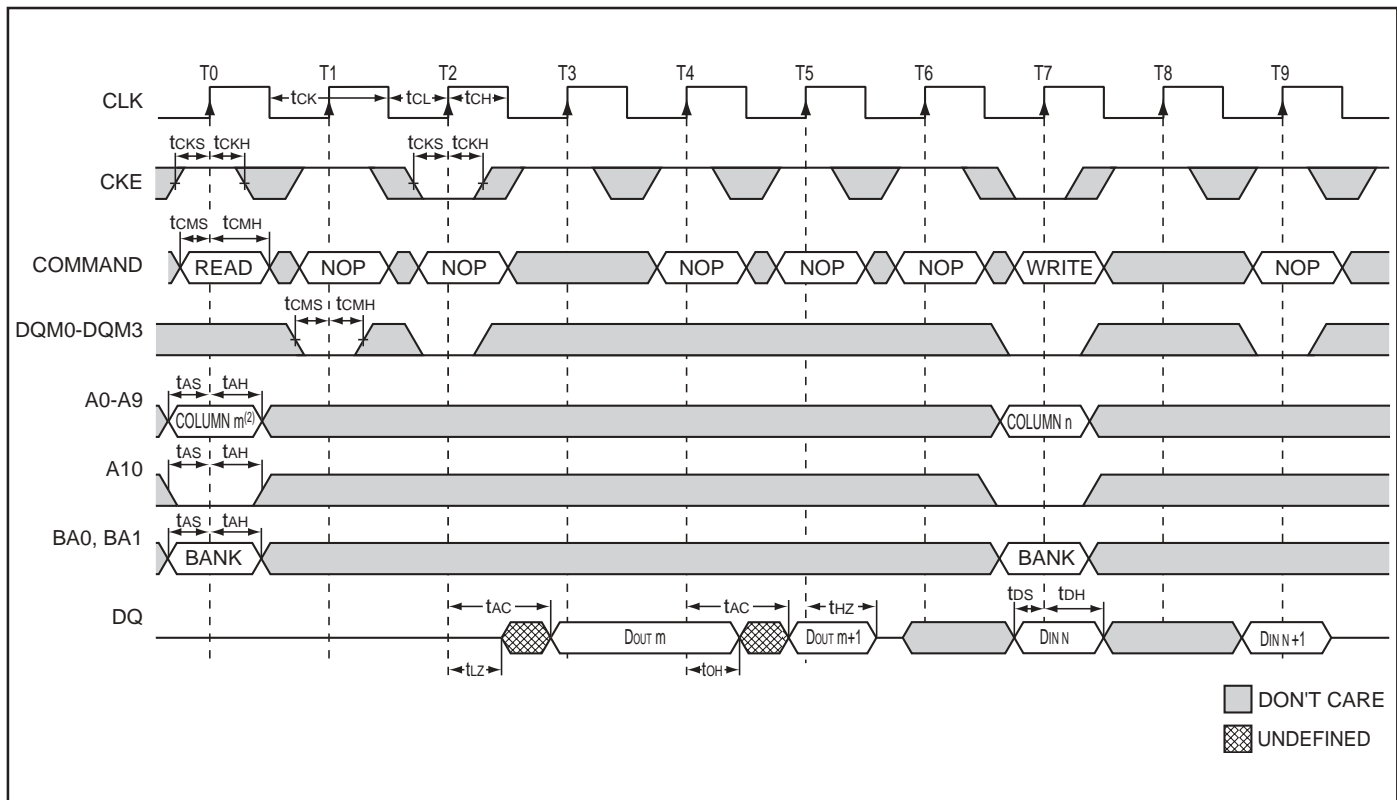 T0 T1 T2 T3 T4 T5 T6 T7 T8 T9
CLK tCK tCL tCH
tCKS tCKH tCKS tCKH
CKE
tCMS tCMH
COMMAND READ NOP NOP NOP NOP NOP WRITE NOP
tCMS tCMH
DQM0-DQM3
tAS tAH
A0-A9 COLUMN m(2) COLUMN n
tAS tAH
A10
tAS tAH
BA0, BA1 BANK BANK
tAC tAC tHZ tDS tDH
DQ DOUT m DOUT m+1 DIN N DIN N+1
tLZ tOH
DON'T CARE
UNDEFINED